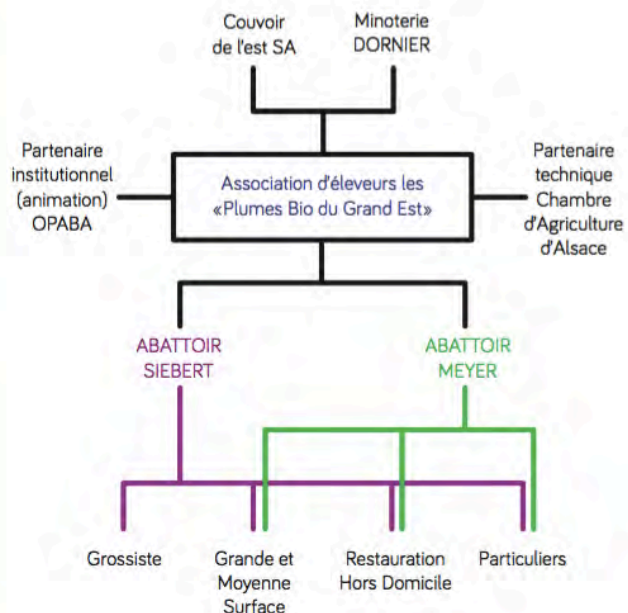 Couvoir
de l'est SA
Minoterie
DORNIER
Partenaire
institutionnel
(animation)
OPABA
Association d'éleveurs les
«Plumes Bio du Grand Est»
Partenaire
technique
Chambre
d'Agriculture
d'Alsace
ABATTOIR
SIEBERT
ABATTOIR
MEYER
Grossiste
Grande et
Moyenne
Surface
Restauration
Hors Domicile
Particuliers